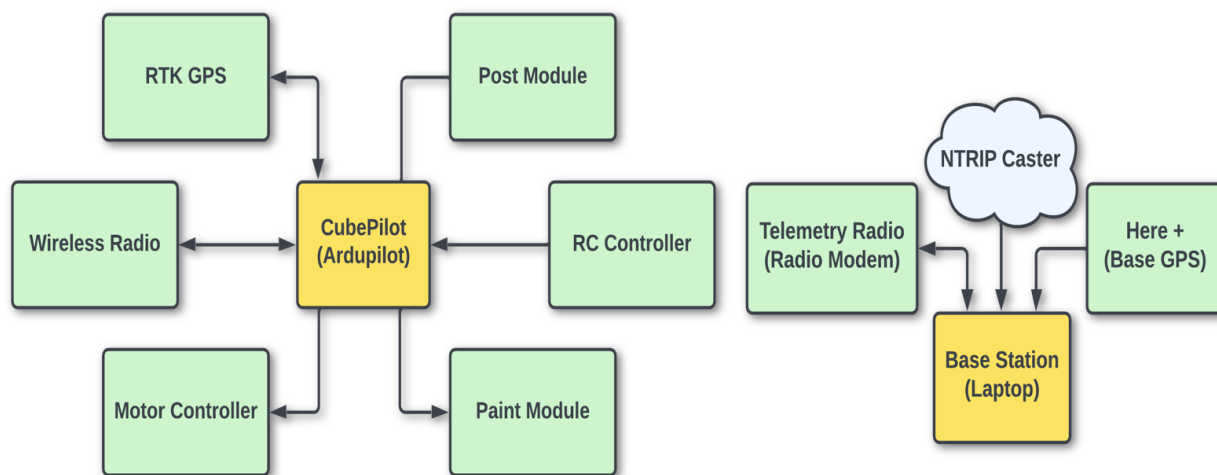 RTK GPS
Post Module
NTRIP Caster
Wireless Radio
CubePilot
(Ardupilot)
RC Controller
Telemetry Radio
(Radio Modem)
Here +
(Base GPS)
Motor Controller
Paint Module
Base Station
(Laptop)